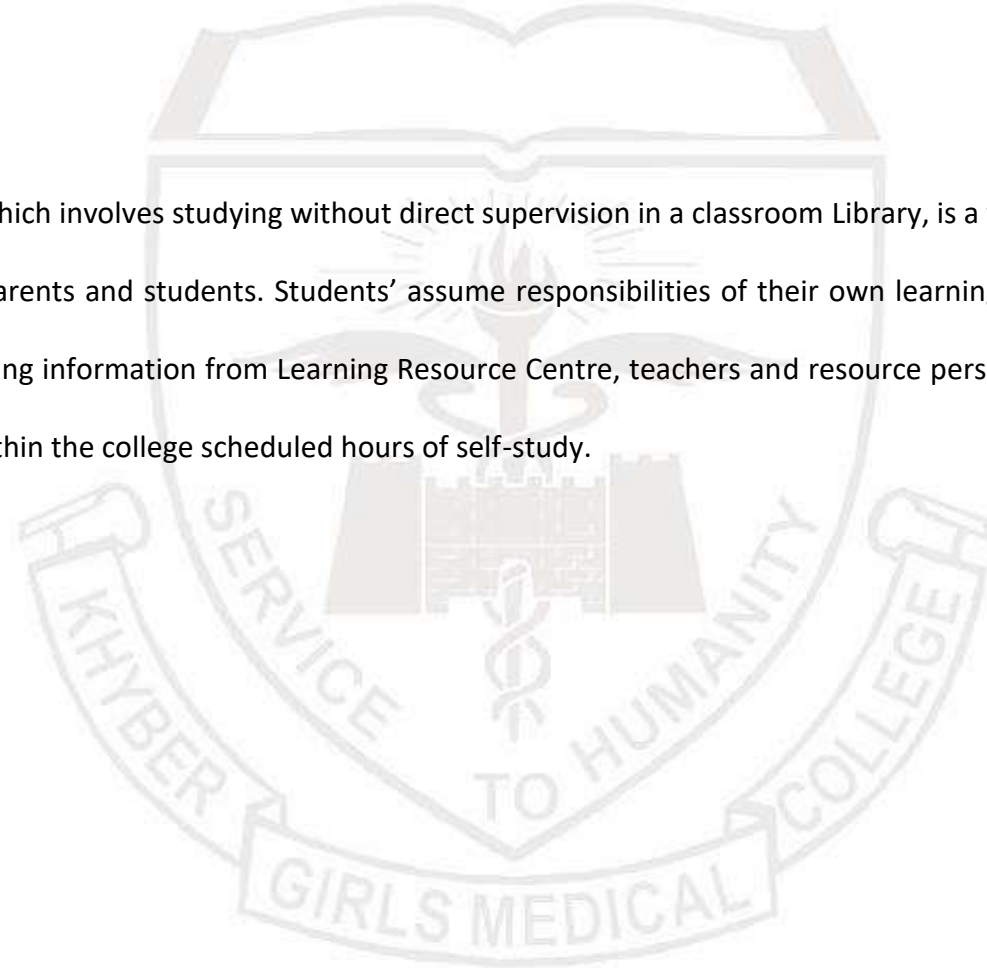 hich involves studying without direct supervision in a classroom Library, is a
arents and students. Students’ assume responsibilities of their own learning
ng information from Learning Resource Centre, teachers and resource pers
thin the college scheduled hours of self-study.
SERVICE TO HUMANITY
KHYBER GIRLS MEDICAL COLLEGE